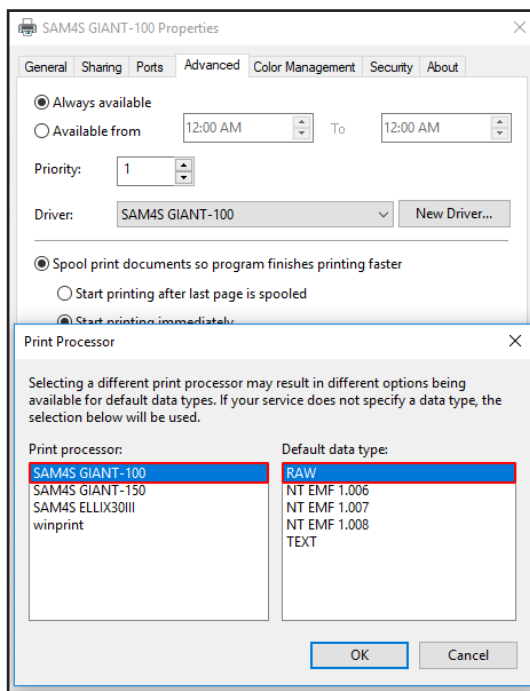 SAM4S GIANT-100 Properties
General Sharing Ports Advanced Color Management Security About
Always available
Available from 12:00 AM To 12:00 AM
Priority: 1
Driver: SAM4S GIANT-100 New Driver...
Spool print documents so program finishes printing faster
Start printing after last page is spooled
Start printing immediately
Print Processor
Selecting a different print processor may result in different options being
available for default data types. If your service does not specify a data type, the
selection below will be used.
Print processor:
SAM4S GIANT-100
SAM4S GIANT-150
SAM4S ELLIX30III
winprint
Default data type:
RAW
NT EMF 1.006
NT EMF 1.007
NT EMF 1.008
TEXT
OK Cancel